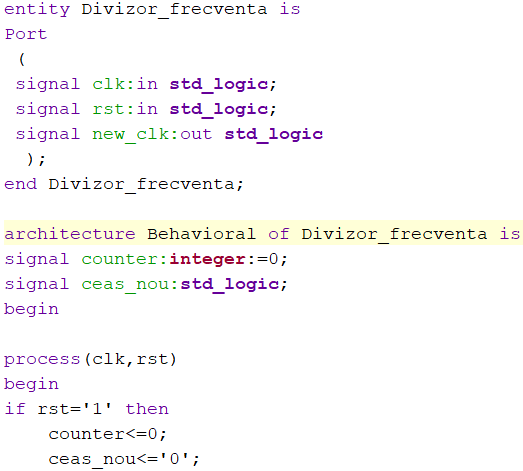 entity Divizor_frecventa is
Port
(
signal clk:in std_logic;
signal rst:in std_logic;
signal new_clk:out std_logic
);
end Divizor_frecventa;
architecture Behavioral of Divizor_frecventa is
signal counter:integer:=0;
signal ceas_nou:std_logic;
begin
process(clk,rst)
begin
if rst='1' then
counter<=0;
ceas_nou<='0';